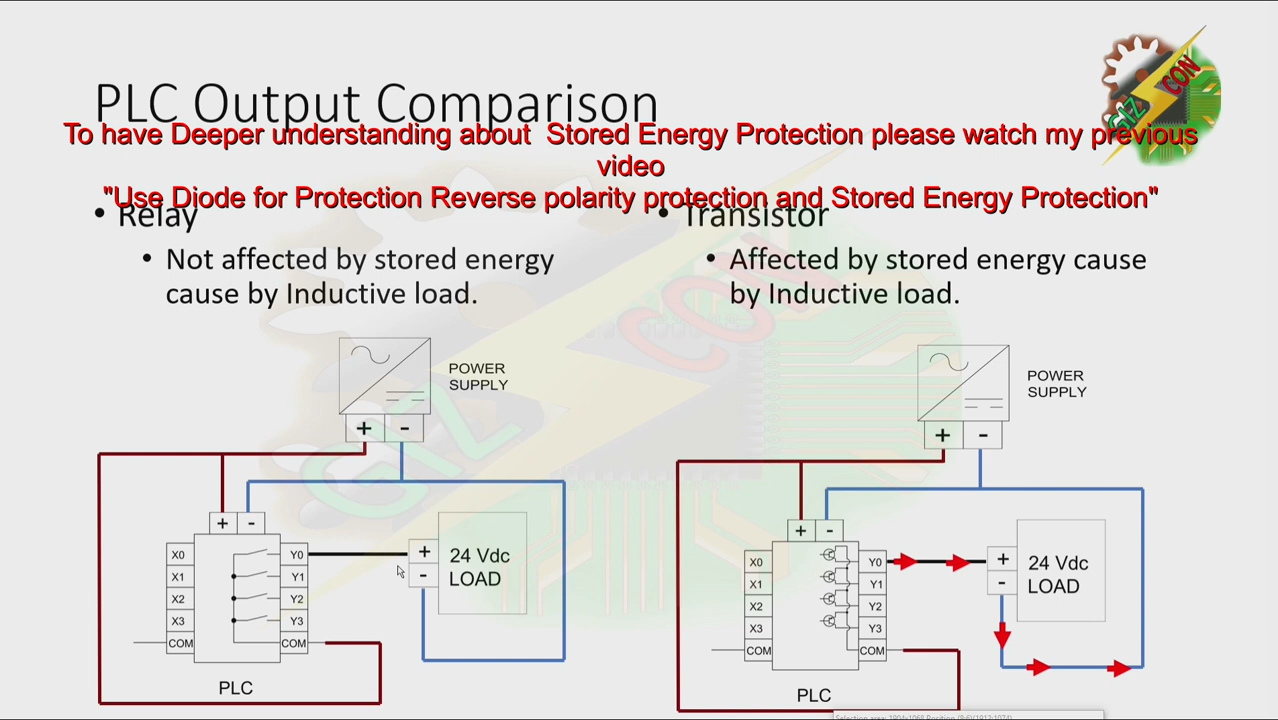 PLC Output Comparison
To have Deeper understanding about Stored Energy Protection please watch my previous
video
"Use Diode for Protection Reverse polarity protection and Stored Energy Protection"
GIZ CON
• Relay
• Not affected by stored energy
cause by Inductive load.
• Transistor
• Affected by stored energy cause
by Inductive load.
GIZ CON
POWER
SUPPLY
+ -
+ -
X0
X1
X2
X3
COM
Y0
Y1
Y2
Y3
COM
PLC
+
-
24 Vdc
LOAD
POWER
SUPPLY
+ -
+ -
X0
X1
X2
X3
COM
Y0
Y1
Y2
Y3
COM
PLC
+
-
24 Vdc
LOAD